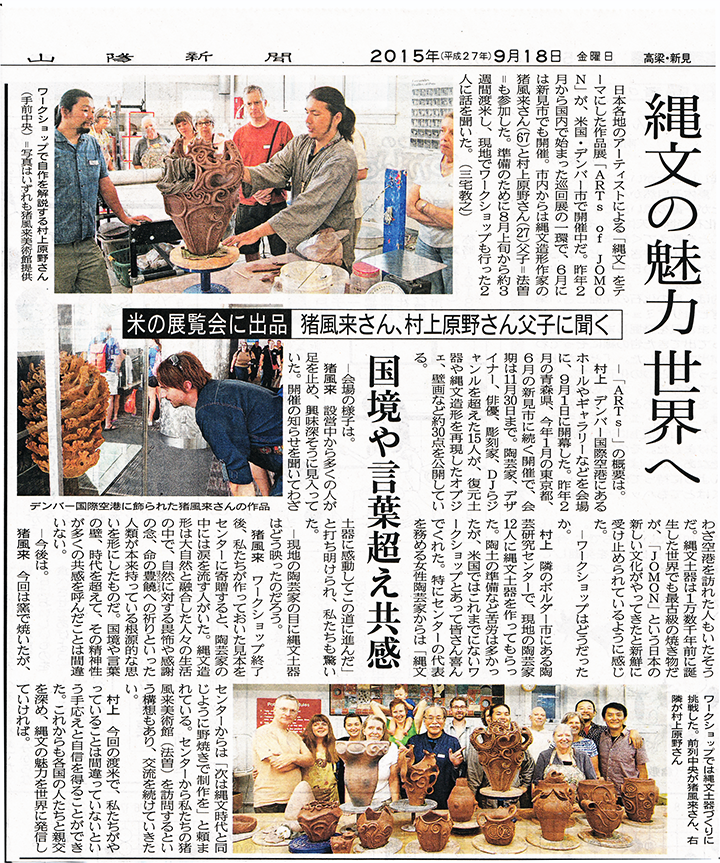 山陽新聞
2015年(平成27年)9月18日 金曜日
高梁・新見
縄文の魅力 世界へ
日本各地のアーティストによる「縄文」をテ
ーマにした作品展「ARTs of JOMO
N」が、米国・デンバー市で開催中だ。昨年2
月から国内で始まった巡回展の一環で、6月に
は新見市でも開催。市内からは縄文造形作家の
猪風来さん(67)と村上原野さん(27)父子=法曽
=も参加した。準備のために8月上旬から約3
週間渡米し、現地でワークショップも行った2
人に話を聞いた。 (三宅教之)
ワークショップで自作を解説する村上原野さん
(手前中央)=写真はいずれも猪風来美術館提供
米の展覧会に出品 猪風来さん、村上原野さん父子に聞く
国境や言葉超え共感
―「ARTs―」の概要は。
村上 デンバー国際空港にある
ホールやギャラリーなどを会場
に、9月1日に開幕した。昨年2
月の青森県、今年1月の東京都、
6月の新見市に続く開催で、会
期は11月30日まで。陶芸家、デザ
イナー、俳優、彫刻家、DJらジ
ャンルを超えた15人が、復元土
器や縄文造形を再現したオブジ
ェ、壁画など約30点を公開してい
る。
―会場の様子は。
猪風来 設営中から多くの人が
足を止め、興味深そうに見入って
いた。開催の知らせを聞いてわざ
わざ空港を訪れた人もいたそう
だ。縄文土器は1万数千年前に誕
生した世界でも最古級の焼き物だ
が、「JOMON」という日本の
新しい文化がやってきたと新鮮に
受け止められているように感じ
た。
―ワークショップはどうだった
か。
村上 隣のボルダー市にある陶
芸研究センターで、現地の陶芸家
12人に縄文土器を作ってもらっ
た。陶土の準備など苦労は多かっ
たが、米国ではこれまでにないワ
ークショップとあって皆さん喜ん
でくれた。特にセンターの代表
を務める女性陶芸家からは「縄文
土器に感動してこの道に進んだ」
と打ち明けられ、私たちも驚い
た。
―現地の陶芸家の目に縄文土器
はどう映ったのだろう。
猪風来 ワークショップ終了
後、私たちが作っておいた見本を
センターに寄贈すると、陶芸家の
中には涙を流す人がいた。縄文造
形は大自然と融合した人々の生活
の中で、自然に対する畏怖や感謝
の念、命の豊饒への祈りといった
人類が本来持っている根源的な思
いを形にしたものだ。国境や言葉
の壁、時代を超えて、その精神性
が多くの共感を呼んだことは間違
いない。
―今後は。
猪風来 今回は窯で焼いたが、
センターからは「次は縄文時代と同
じように野焼きで制作を」と頼ま
れている。センターから私たちの猪
風来美術館(法曽)を訪問するとい
う構想もあり、交流を続けていきた
い。
村上 今回の渡米で、私たちがや
っていることは間違っていないとい
う手応えと自信を得ることができ
た。これからも各国の人たちと親交
を深め、縄文の魅力を世界に発信し
ていければ。
デンバー国際空港に飾られた猪風来さんの作品
ワークショップでは縄文土器づくりに
挑戦した。前列中央が猪風来さん、右
隣が村上原野さん